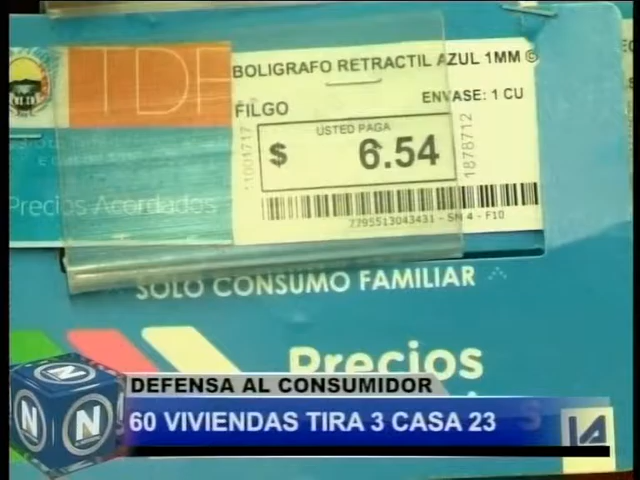 TDF
BOLIGRAFO RETRACTIL AZUL 1MM ©
FILGO
ENVASE: 1 CU
USTED PAGA
$ 6.54
1001717
1878712
7795513043431 - SN 4 - F10
Precios Acordados
SOLO CONSUMO FAMILIAR
Precios
DEFENSA AL CONSUMIDOR
60 VIVIENDAS TIRA 3 CASA 23
N N N